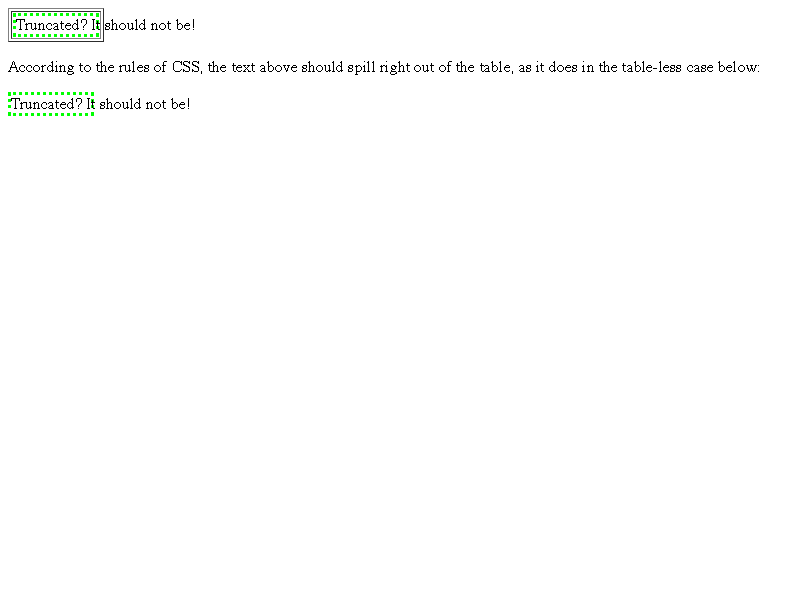 Truncated? It should not be!
According to the rules of CSS, the text above should spill right out of the table, as it does in the table-less case below:
Truncated? It should not be!